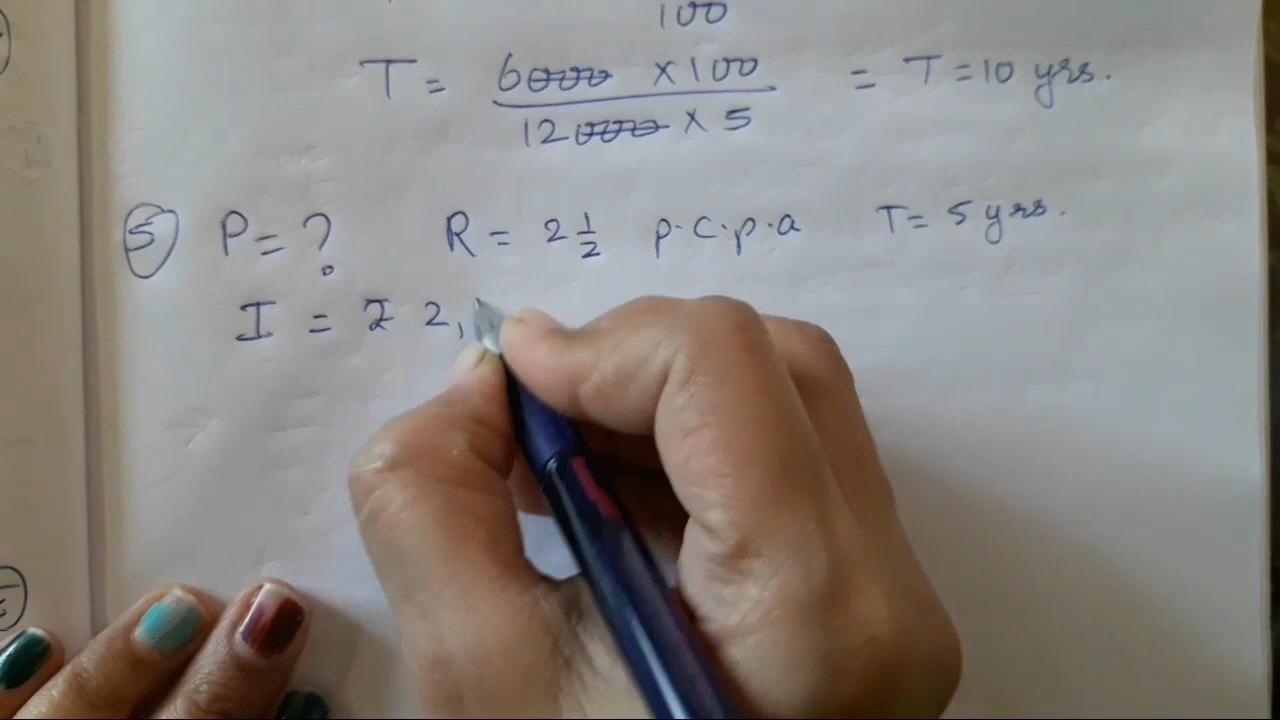 100
T = 6000 × 100 / 12000 × 5 = T = 10 yrs.
5 P = ? R = 2 1/2 p.c.p.a T = 5 yrs.
I = ₹ 2,